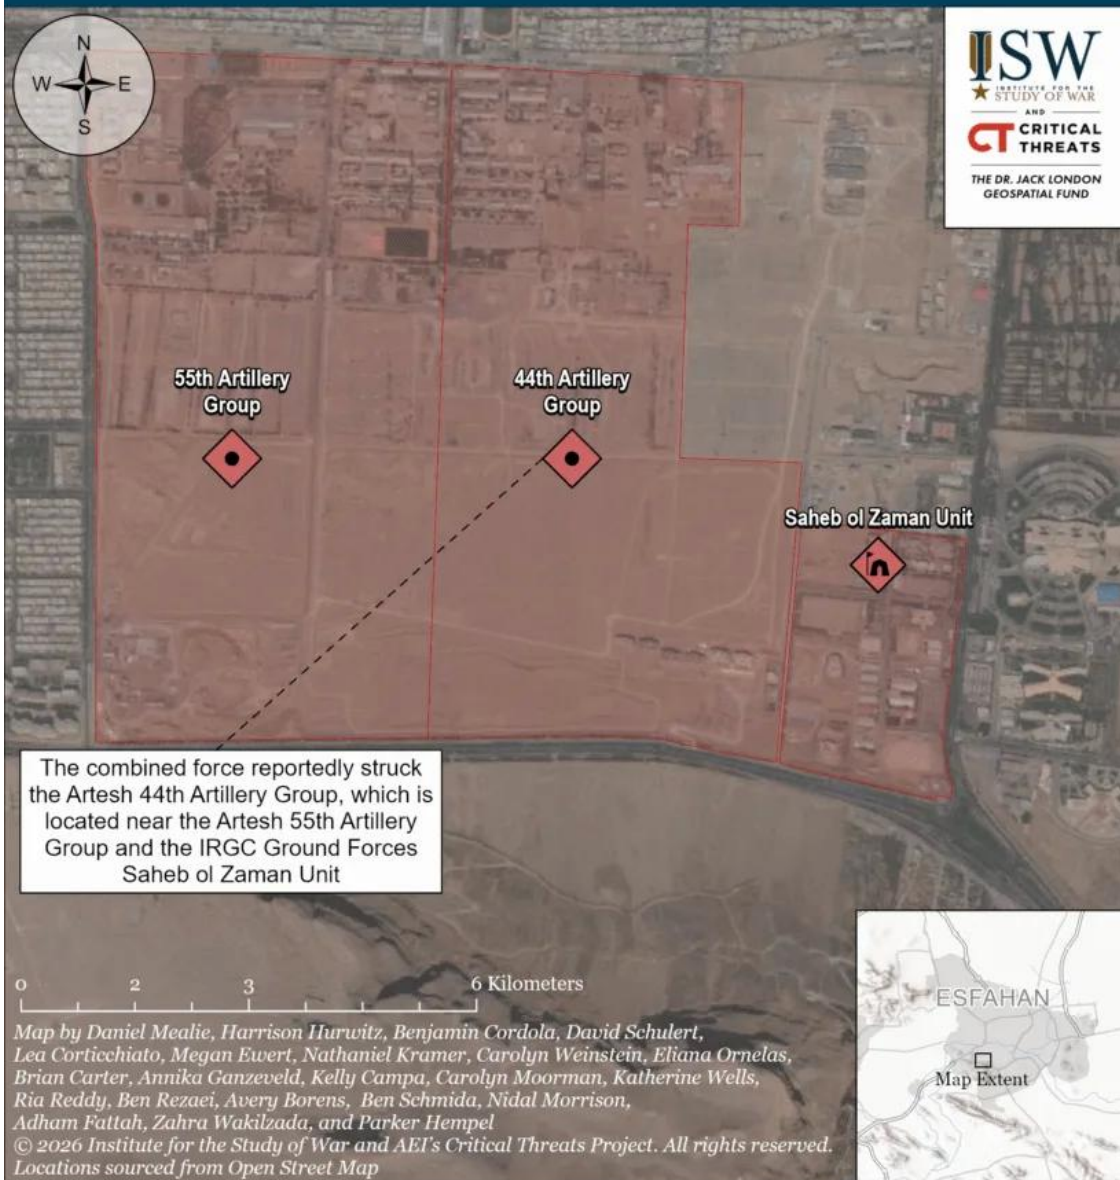 N
W E
S
ISW
INSTITUTE FOR THE
STUDY OF WAR
AND
CT CRITICAL
THREATS
THE DR. JACK LONDON
GEOSPATIAL FUND
55th Artillery
Group
44th Artillery
Group
Saheb ol Zaman Unit
The combined force reportedly struck
the Artesh 44th Artillery Group, which is
located near the Artesh 55th Artillery
Group and the IRGC Ground Forces
Saheb ol Zaman Unit
0 2 3 6 Kilometers
Map by Daniel Mealie, Harrison Hurwitz, Benjamin Cordola, David Schulert,
Lea Corticchiato, Megan Ewert, Nathaniel Kramer, Carolyn Weinstein, Eliana Ornelas,
Brian Carter, Annika Ganzeveld, Kelly Campa, Carolyn Moorman, Katherine Wells,
Ria Reddy, Ben Rezaei, Avery Borens, Ben Schmida, Nidal Morrison,
Adham Fattah, Zahra Wakilzada, and Parker Hempel
© 2026 Institute for the Study of War and AEI's Critical Threats Project. All rights reserved.
Locations sourced from Open Street Map
ESFAHAN
Map Extent